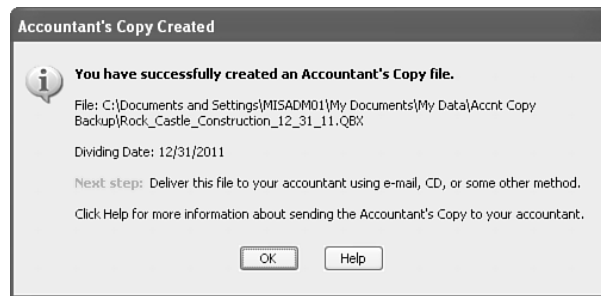 Accountant's Copy Created
You have successfully created an Accountant's Copy file.
File: C:\Documents and Settings\MISADM01\My Documents\My Data\Accnt Copy
Backup\Rock_Castle_Construction_12_31_11.QBX
Dividing Date: 12/31/2011
Next step: Deliver this file to your accountant using e-mail, CD, or some other method.
Click Help for more information about sending the Accountant's Copy to your accountant.
OK Help